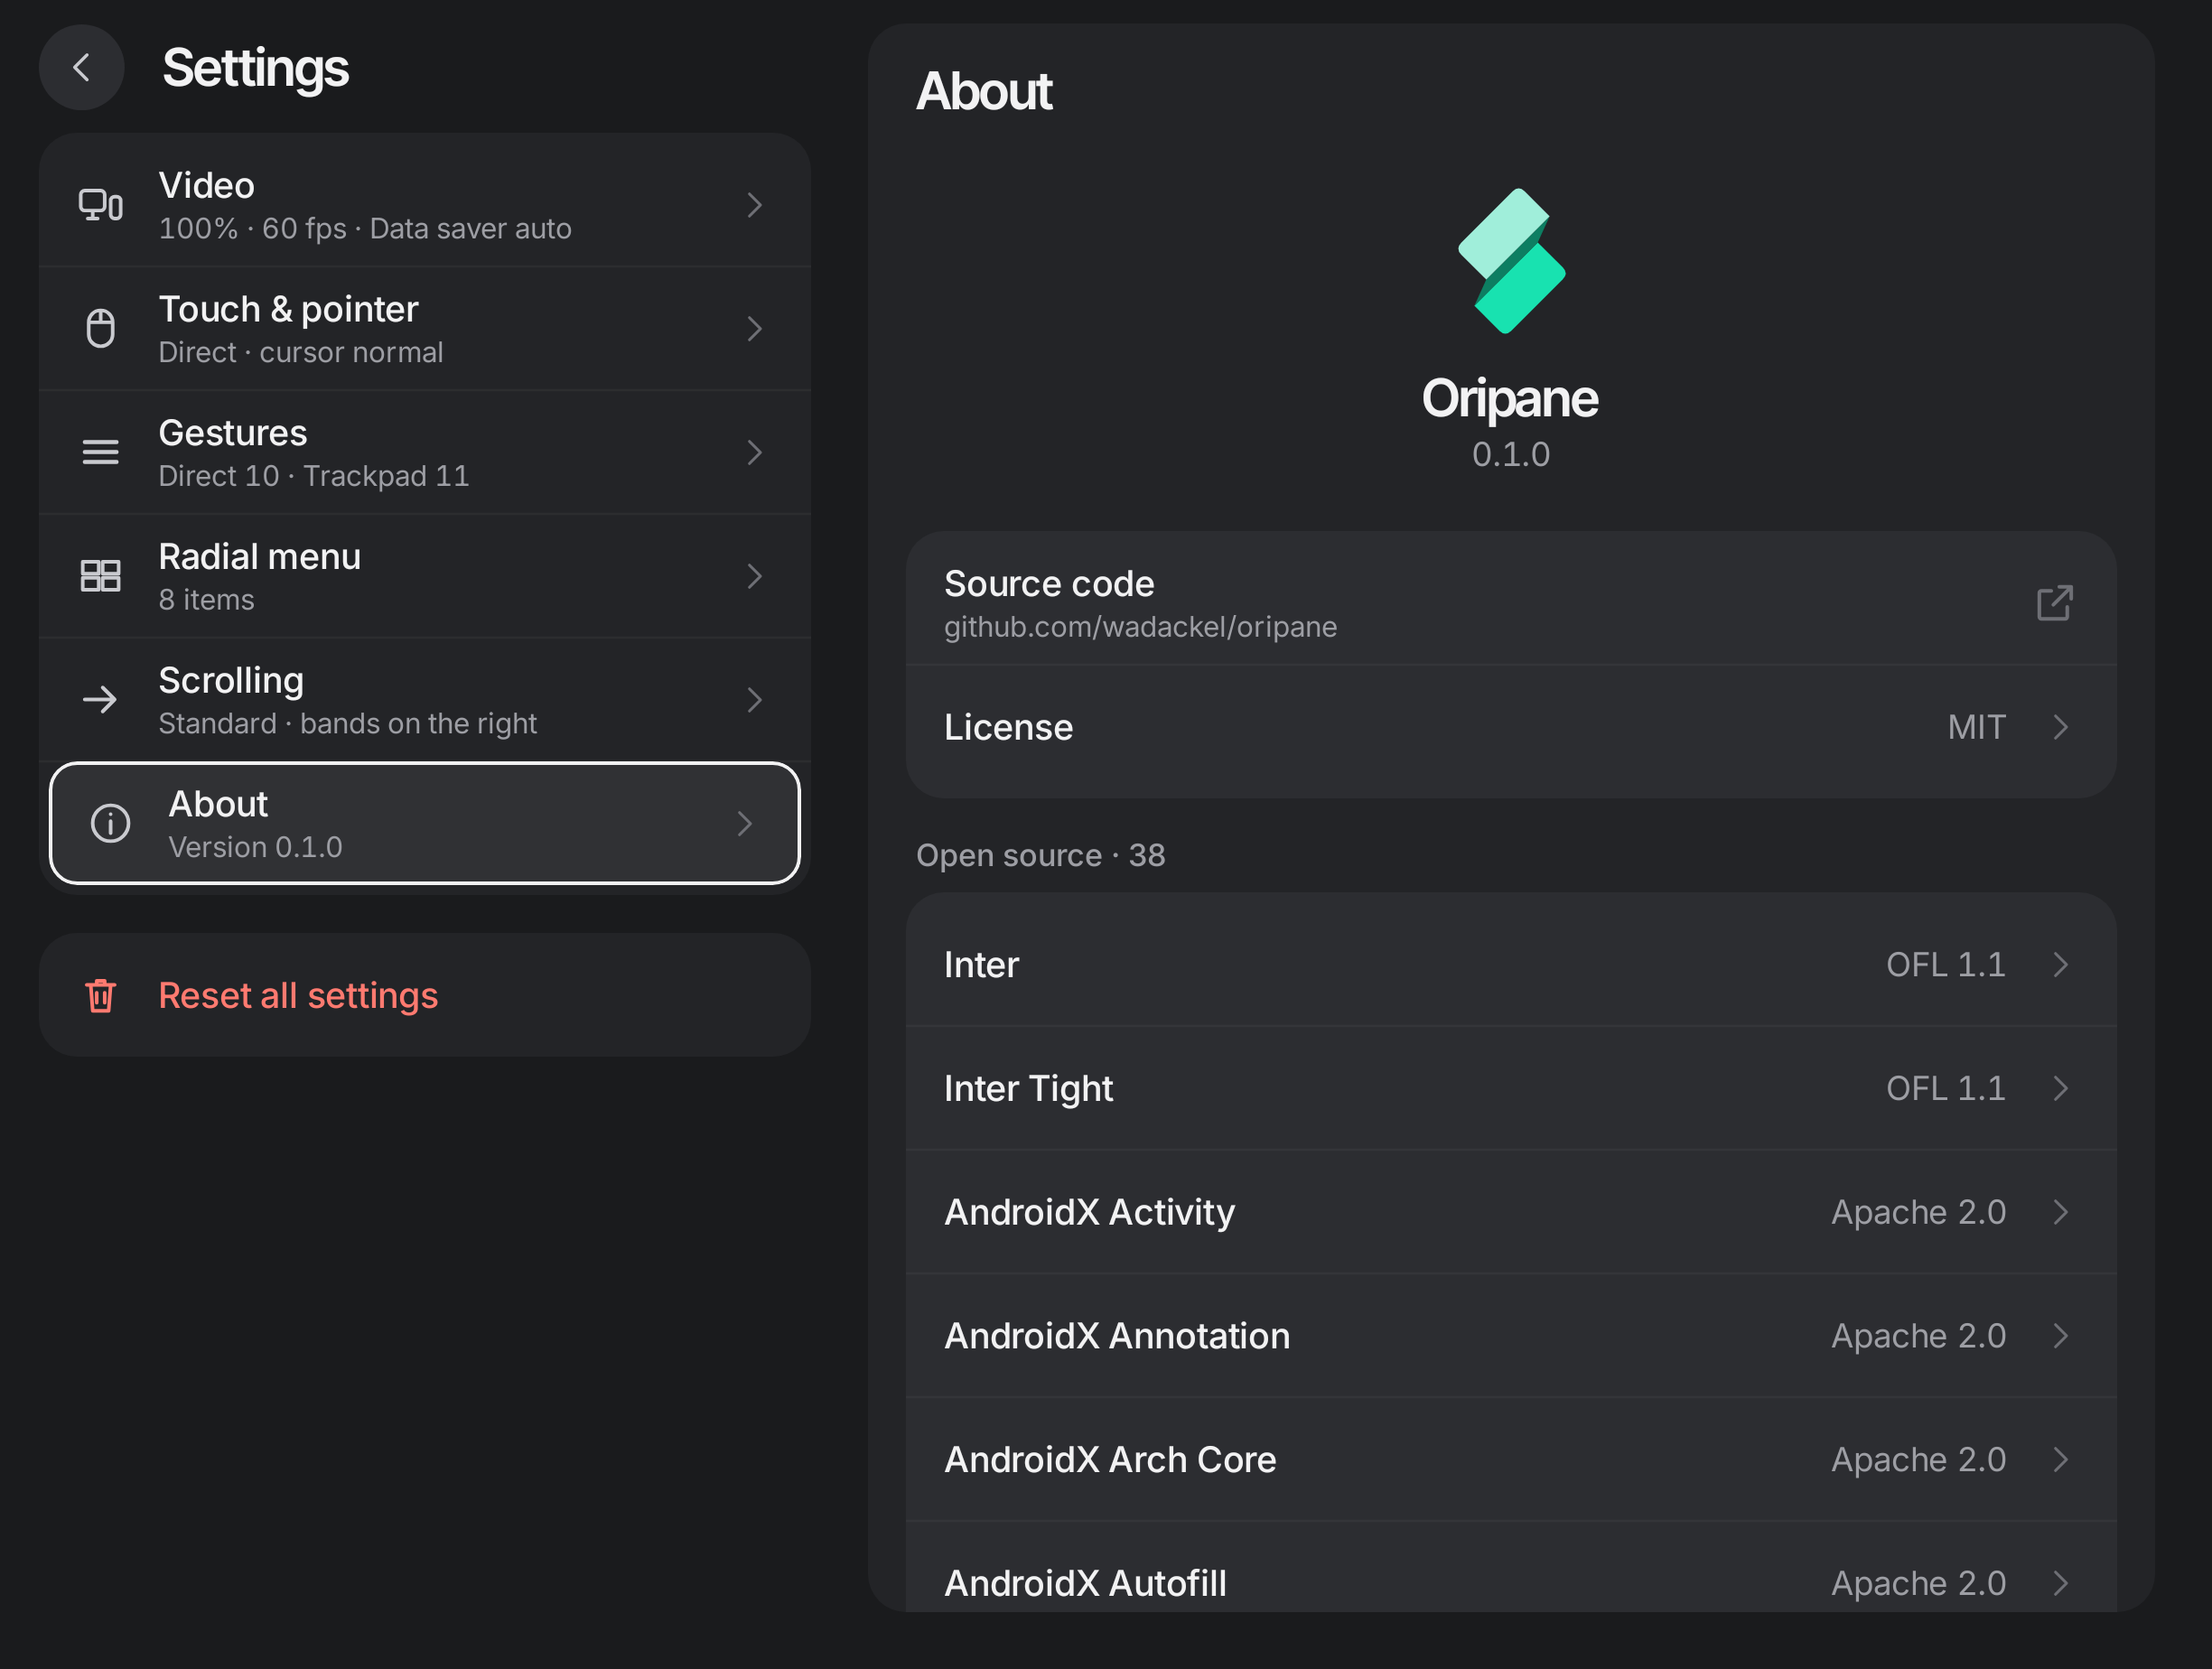 Settings
Video
100% · 60 fps · Data saver auto
Touch & pointer
Direct · cursor normal
Gestures
Direct 10 · Trackpad 11
Radial menu
8 items
Scrolling
Standard · bands on the right
About
Version 0.1.0
Reset all settings
About
Oripane
0.1.0
Source code
github.com/wadackel/oripane
License MIT
Open source · 38
Inter OFL 1.1
Inter Tight OFL 1.1
AndroidX Activity Apache 2.0
AndroidX Annotation Apache 2.0
AndroidX Arch Core Apache 2.0
AndroidX Autofill Apache 2.0